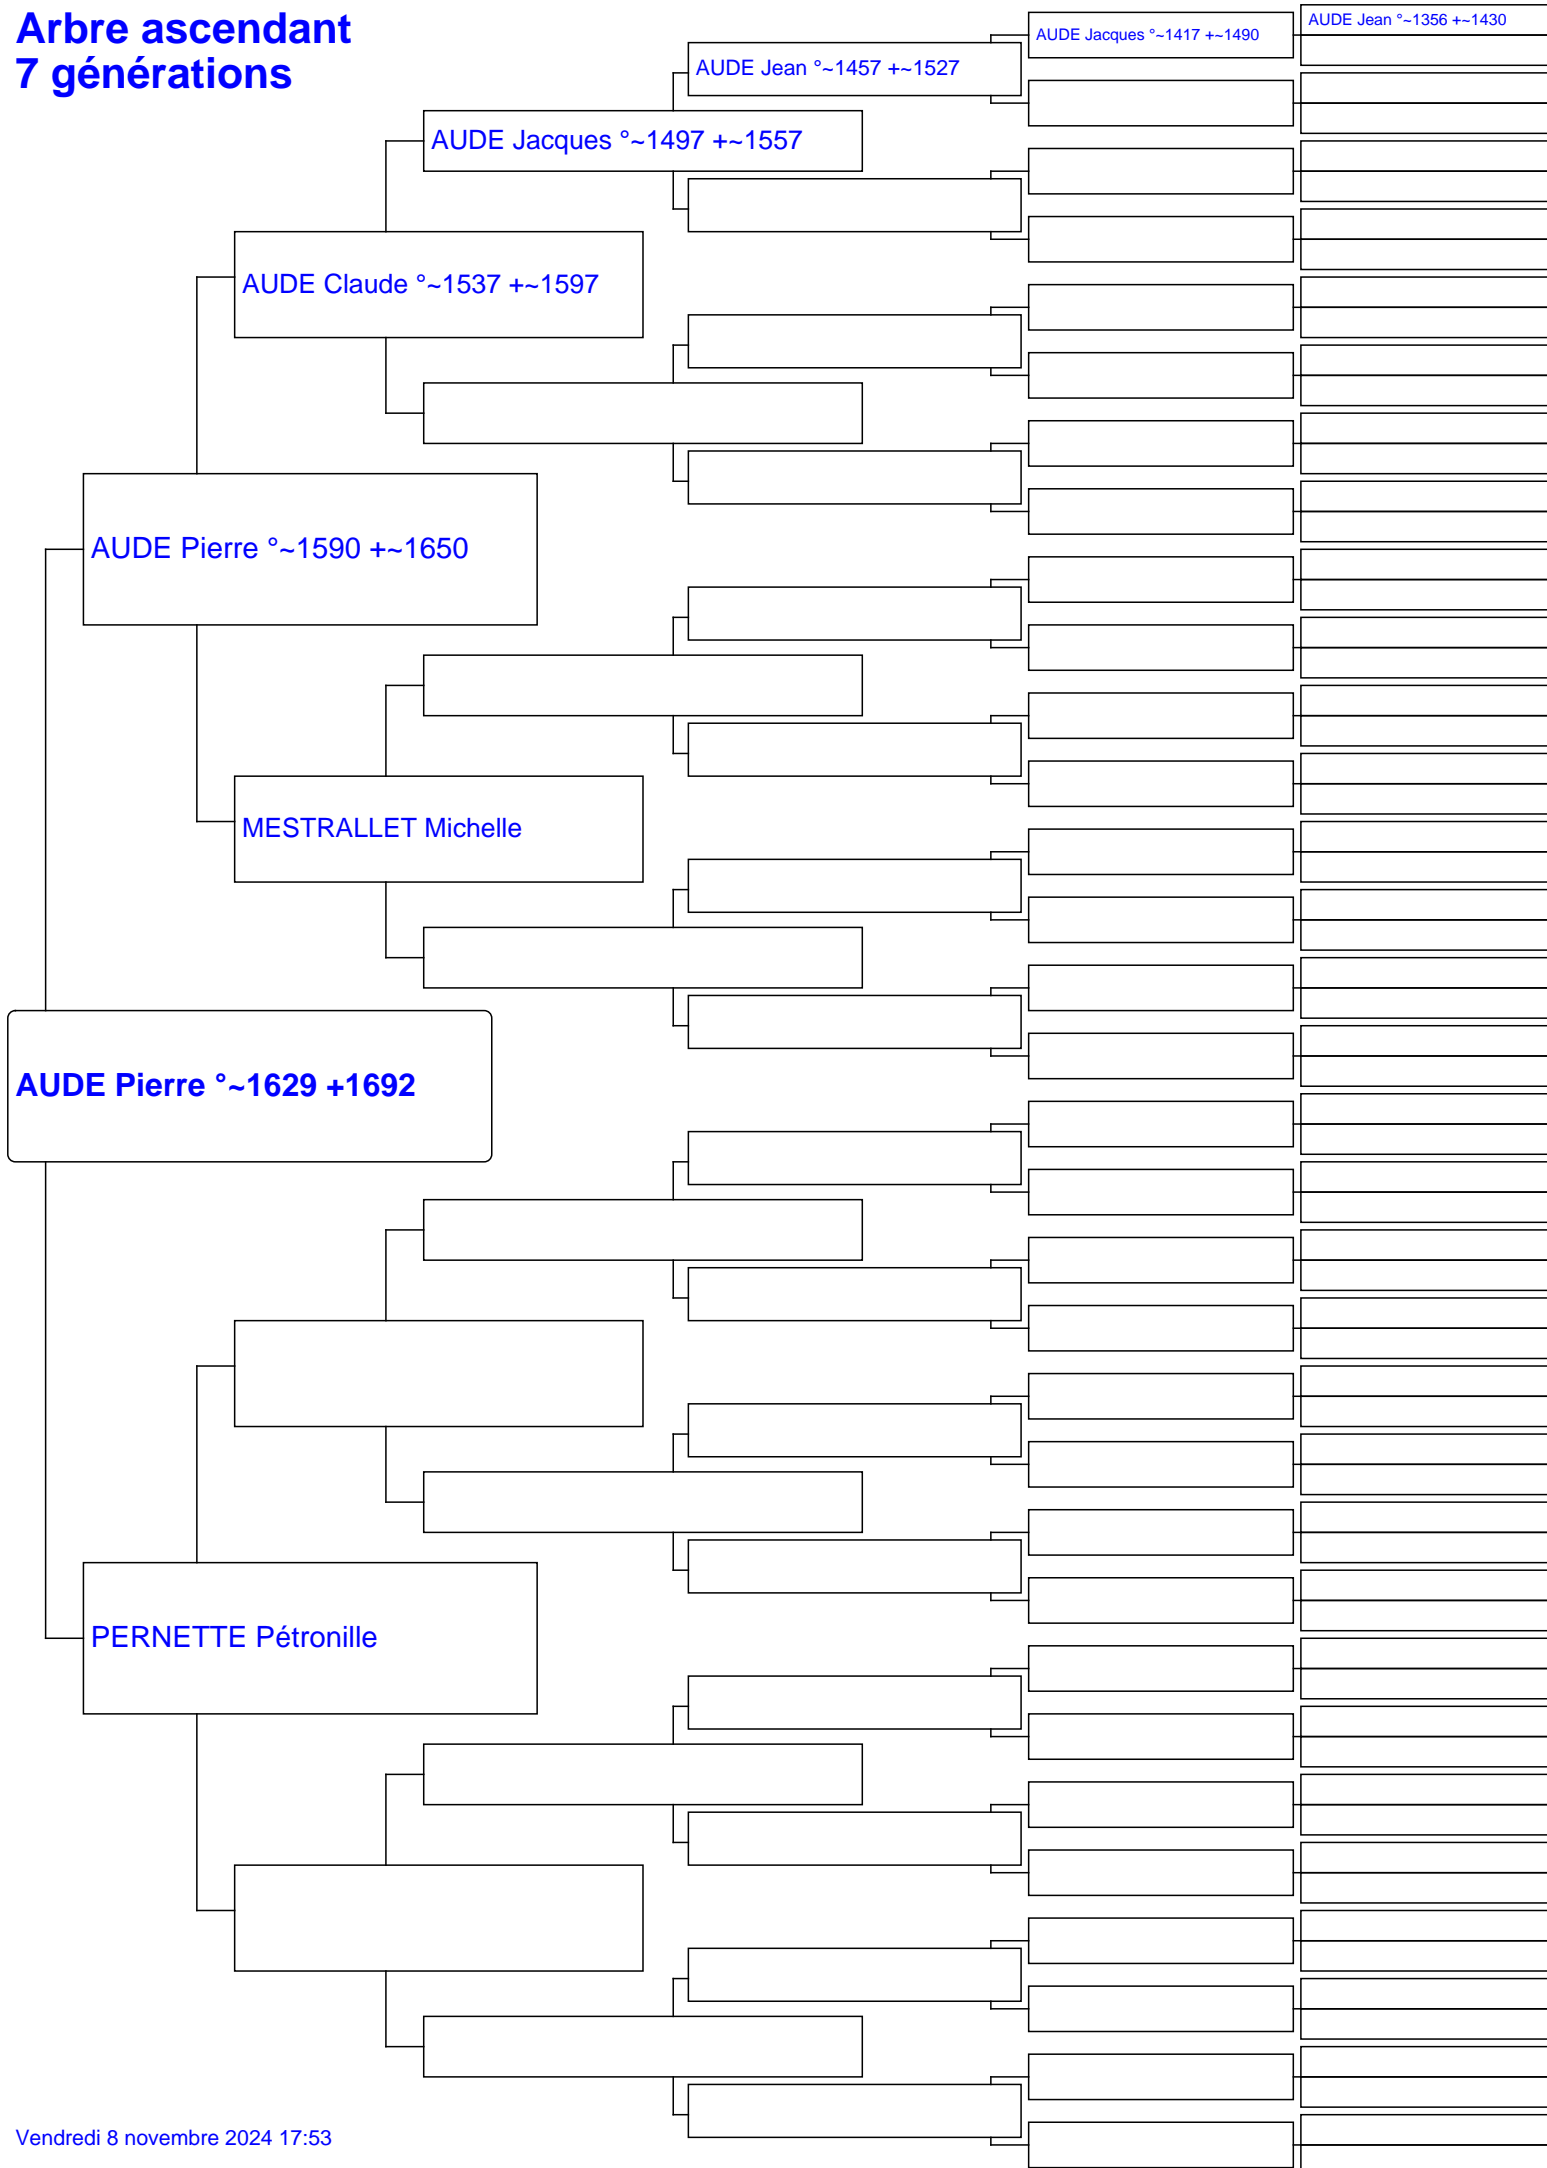 Arbre ascendant
7 générations
AUDE Jean °~1356 +~1430
AUDE Jacques °~1417 +~1490
AUDE Jean °~1457 +~1527
AUDE Jacques °~1497 +~1557
AUDE Claude °~1537 +~1597
AUDE Pierre °~1590 +~1650
MESTRALLET Michelle
AUDE Pierre °~1629 +1692
PERNETTE Pétronille
Vendredi 8 novembre 2024 17:53